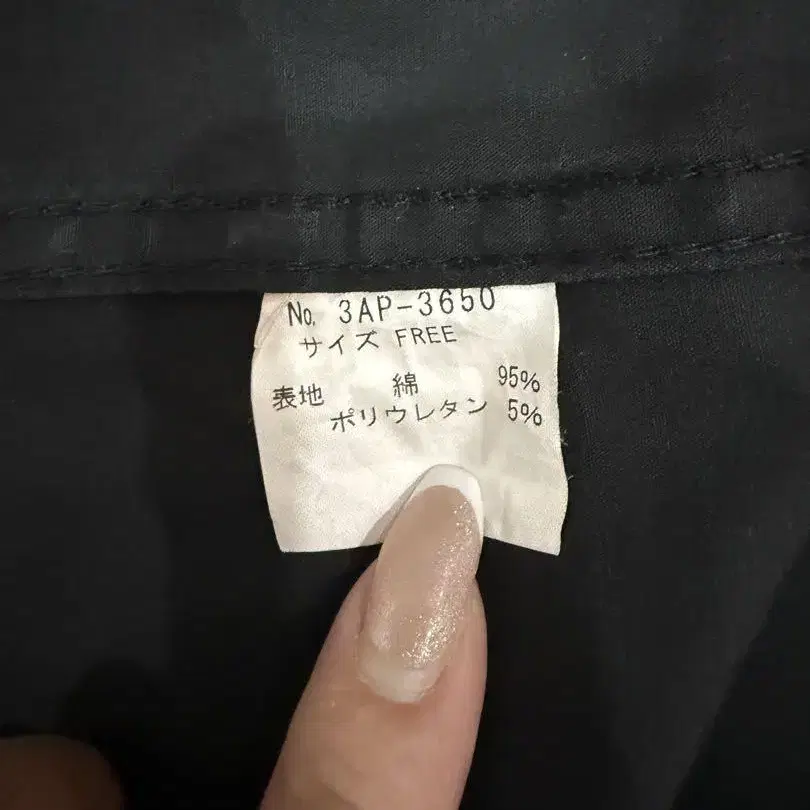 No. 3AP-3650
サイズ FREE
表地 綿 95%
ポリウレタン 5%